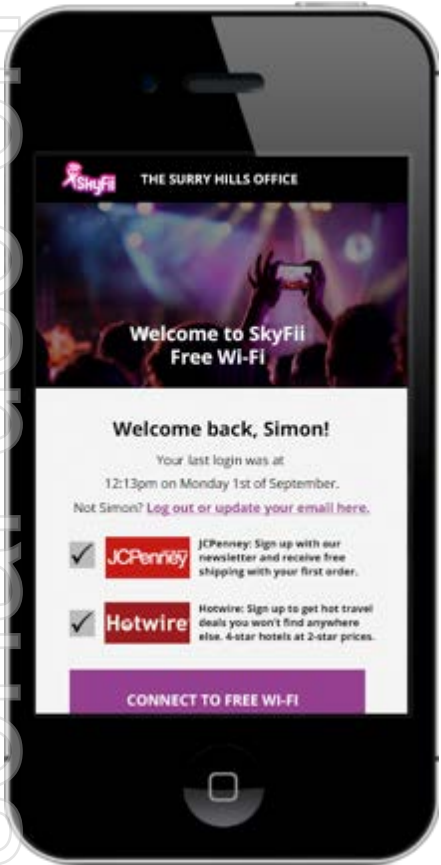 SkyFii
THE SURRY HILLS OFFICE
Welcome to SkyFii
Free Wi-Fi
Welcome back, Simon!
Your last login was at
12:13pm on Monday 1st of September.
Not Simon? Log out or update your email here.
JCPenney
JCPenney: Sign up with our
newsletter and receive free
shipping with your first order.
Hotwire
Hotwire: Sign up to get hot travel
deals you won't find anywhere
else. 4-star hotels at 2-star prices.
CONNECT TO FREE WI-FI